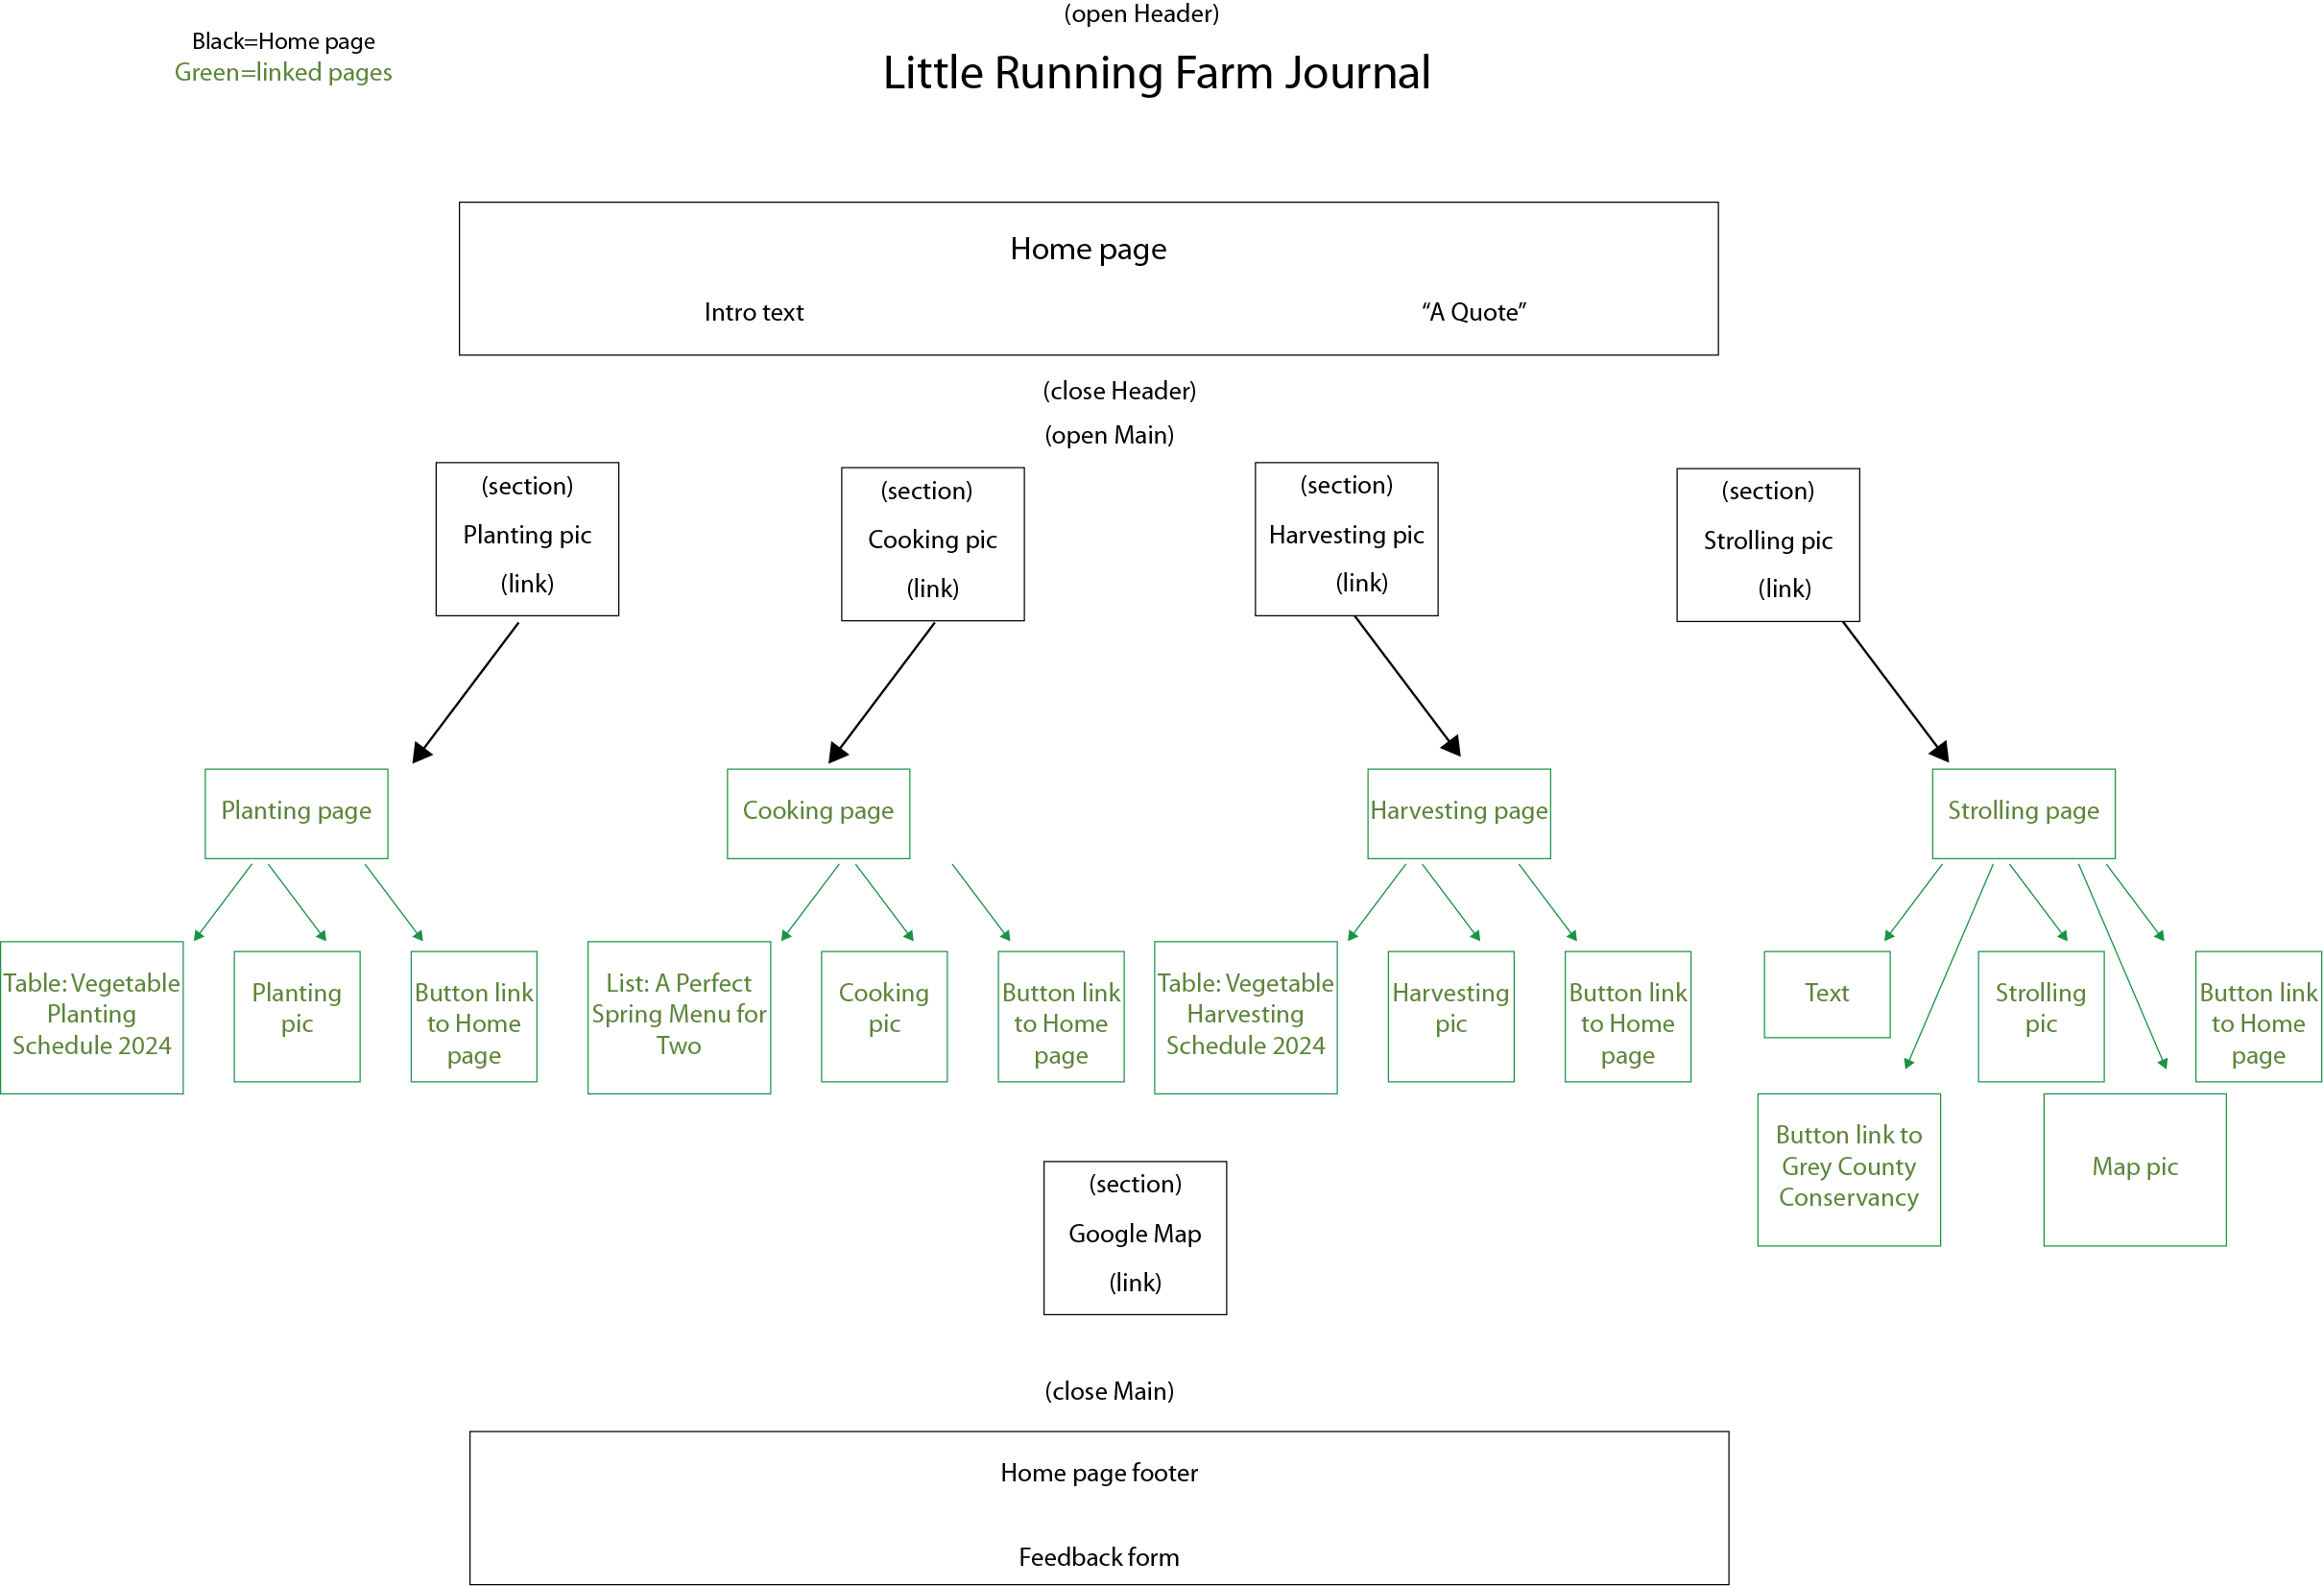 (open Header)
Black=Home page
Green=linked pages
Little Running Farm Journal
Home page
Intro text
“A Quote”
(close Header)
(open Main)
(section)
Planting pic
(link)
(section)
Cooking pic
(link)
(section)
Harvesting pic
(link)
(section)
Strolling pic
(link)
Planting page
Cooking page
Harvesting page
Strolling page
Table: Vegetable
Planting
Schedule 2024
Planting
pic
Button link
to Home
page
List: A Perfect
Spring Menu for
Two
Cooking
pic
Button link
to Home
page
Table: Vegetable
Harvesting
Schedule 2024
Harvesting
pic
Button link
to Home
page
Text
Strolling
pic
Button link
to Home
page
Button link to
Grey County
Conservancy
Map pic
(section)
Google Map
(link)
(close Main)
Home page footer
Feedback form